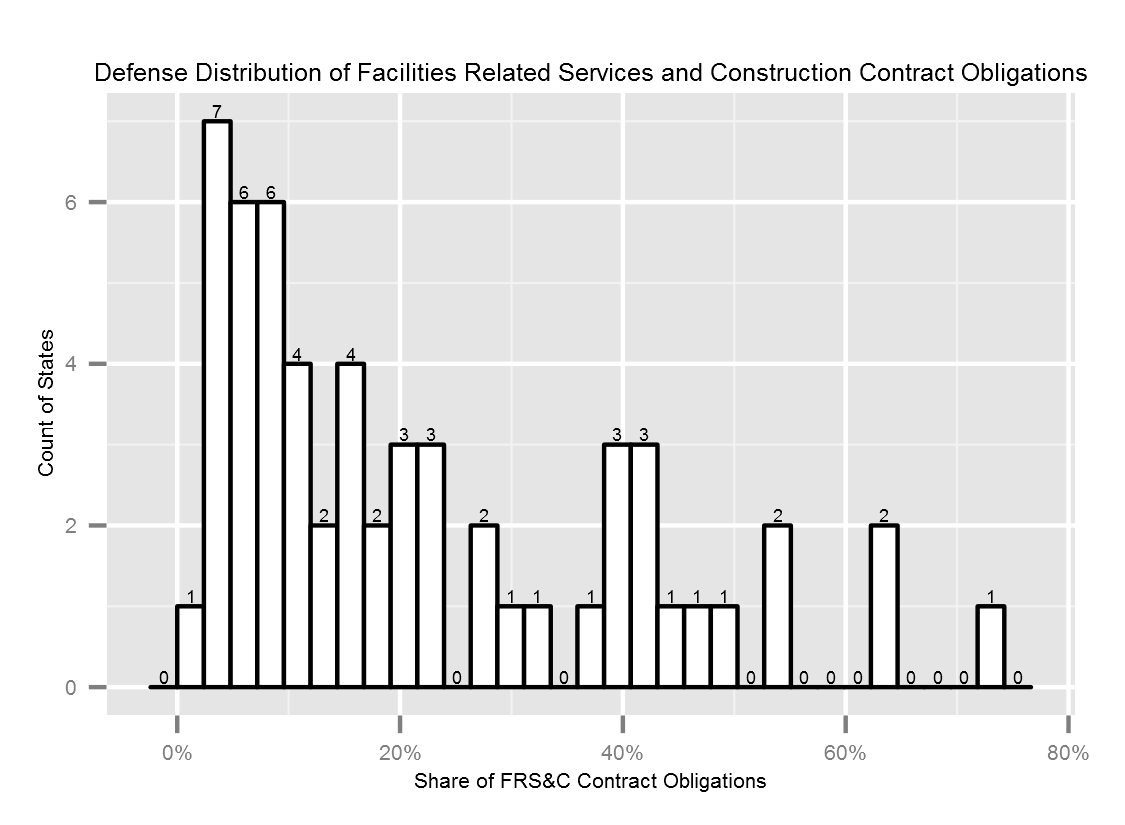 Defense Distribution of Facilities Related Services and Construction Contract Obligations
7
6 6
6
4 4
4
3 3 3 3
Count of States
2 2 2 2 2
2
1 1 1 1 1 1 1 1
0 0 0 0 0 0 0 0 0 0 0
0
0% 20% 40% 60% 80%
Share of FRS&C Contract Obligations